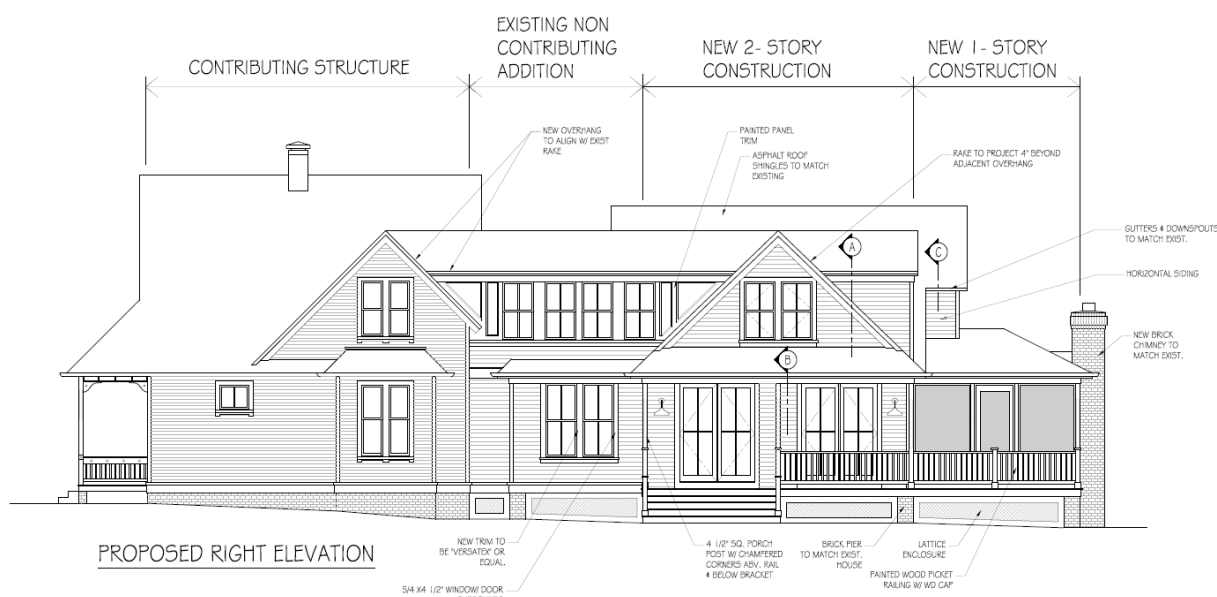 EXISTING NON
CONTRIBUTING
ADDITION
CONTRIBUTING STRUCTURE
NEW 2- STORY
CONSTRUCTION
NEW 1- STORY
CONSTRUCTION
NEW OVERHANG
TO ALIGN W/ EXIST
RAKE
PAINTED PANEL
TRIM
ASPHALT ROOF
SHINGLES TO MATCH
EXISTING
RAKE TO PROJECT 4" BEYOND
ADJACENT OVERHANG
GUTTERS & DOWNSPOUTS
TO MATCH EXIST.
HORIZONTAL SIDING
NEW BRICK
CHIMNEY TO
MATCH EXIST.
A
C
B
PROPOSED RIGHT ELEVATION
NEW TRIM TO
BE "VERSATEX" OR
EQUAL.
5/4 X4 1/2" WINDOW/ DOOR
4 1/2" SQ. PORCH
POST W/ CHAMFERED
CORNERS ABV. RAIL
& BELOW BRACKET
BRICK PIER
TO MATCH EXIST.
HOUSE
LATTICE
ENCLOSURE
PAINTED WOOD PICKET
RAILING W/ WD CAP